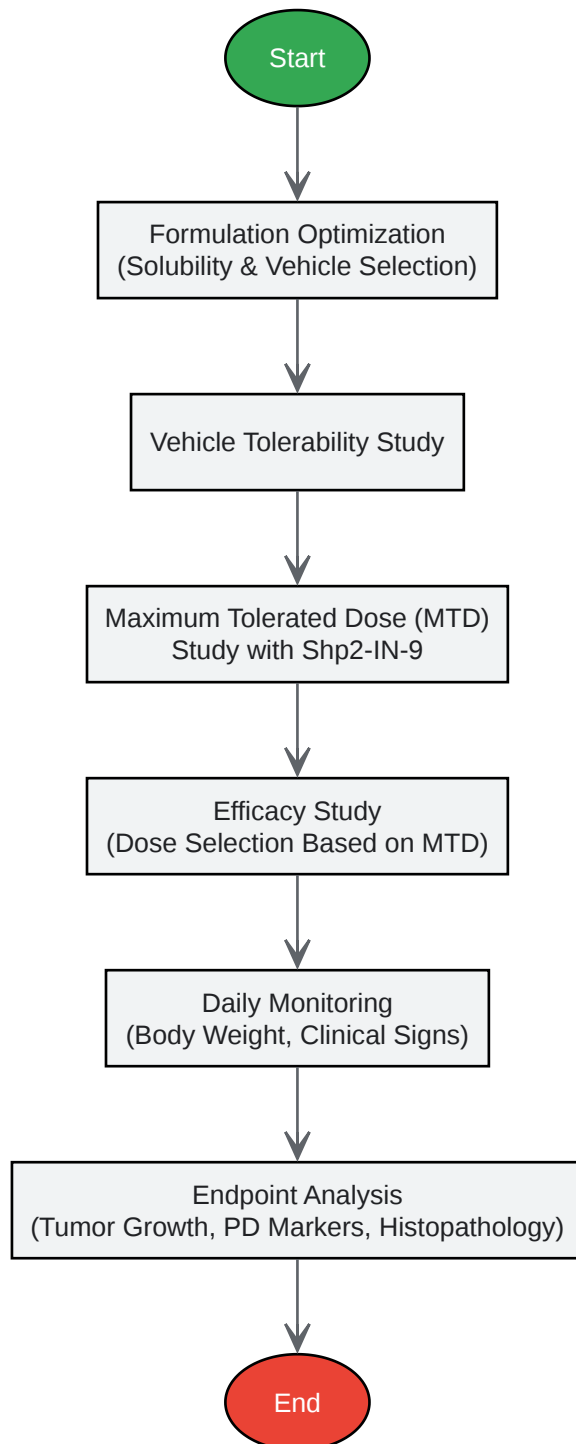 Start
Formulation Optimization
(Solubility & Vehicle Selection)
Vehicle Tolerability Study
Maximum Tolerated Dose (MTD)
Study with Shp2-IN-9
Efficacy Study
(Dose Selection Based on MTD)
Daily Monitoring
(Body Weight, Clinical Signs)
Endpoint Analysis
(Tumor Growth, PD Markers, Histopathology)
End